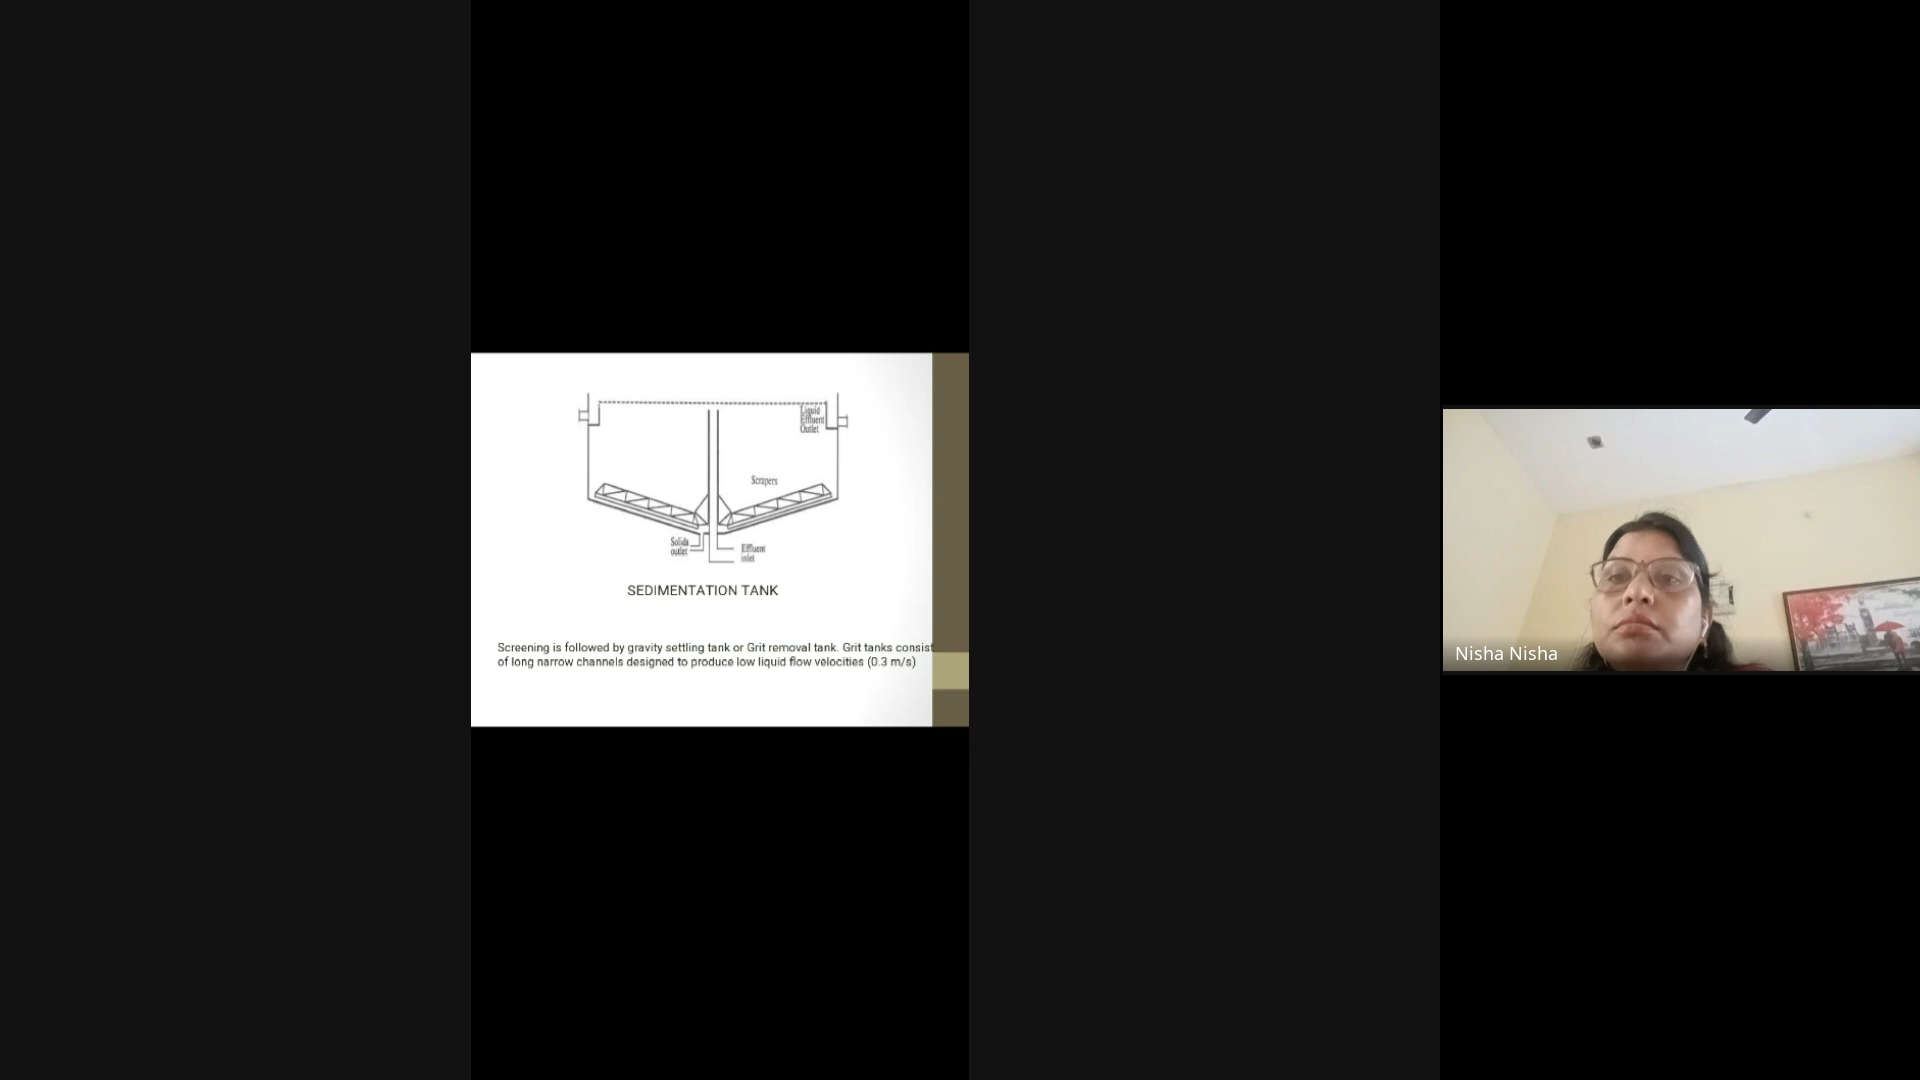 Liquid
Effluent
Outlet
Scrapers
Solids
outlet
Effluent
inlet
SEDIMENTATION TANK
Screening is followed by gravity settling tank or Grit removal tank. Grit tanks consist
of long narrow channels designed to produce low liquid flow velocities (0.3 m/s)
Nisha Nisha